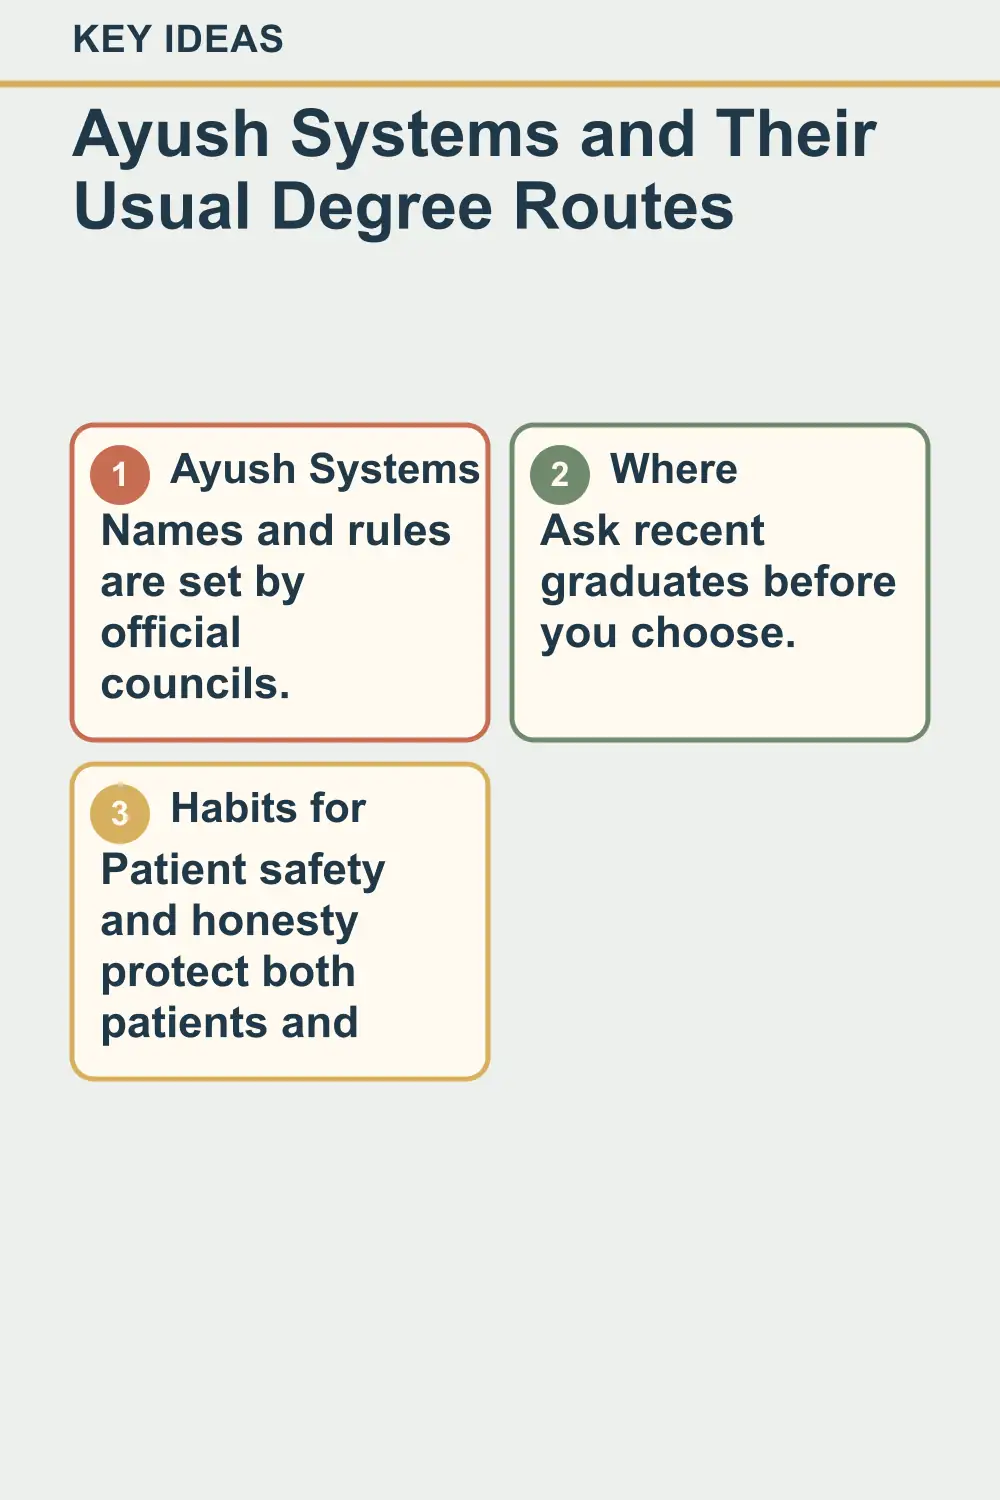 KEY IDEAS
Ayush Systems and Their
Usual Degree Routes
1 Ayush Systems
Names and rules
are set by
official
councils.
2 Where
Ask recent
graduates before
you choose.
3 Habits for
Patient safety
and honesty
protect both
patients and